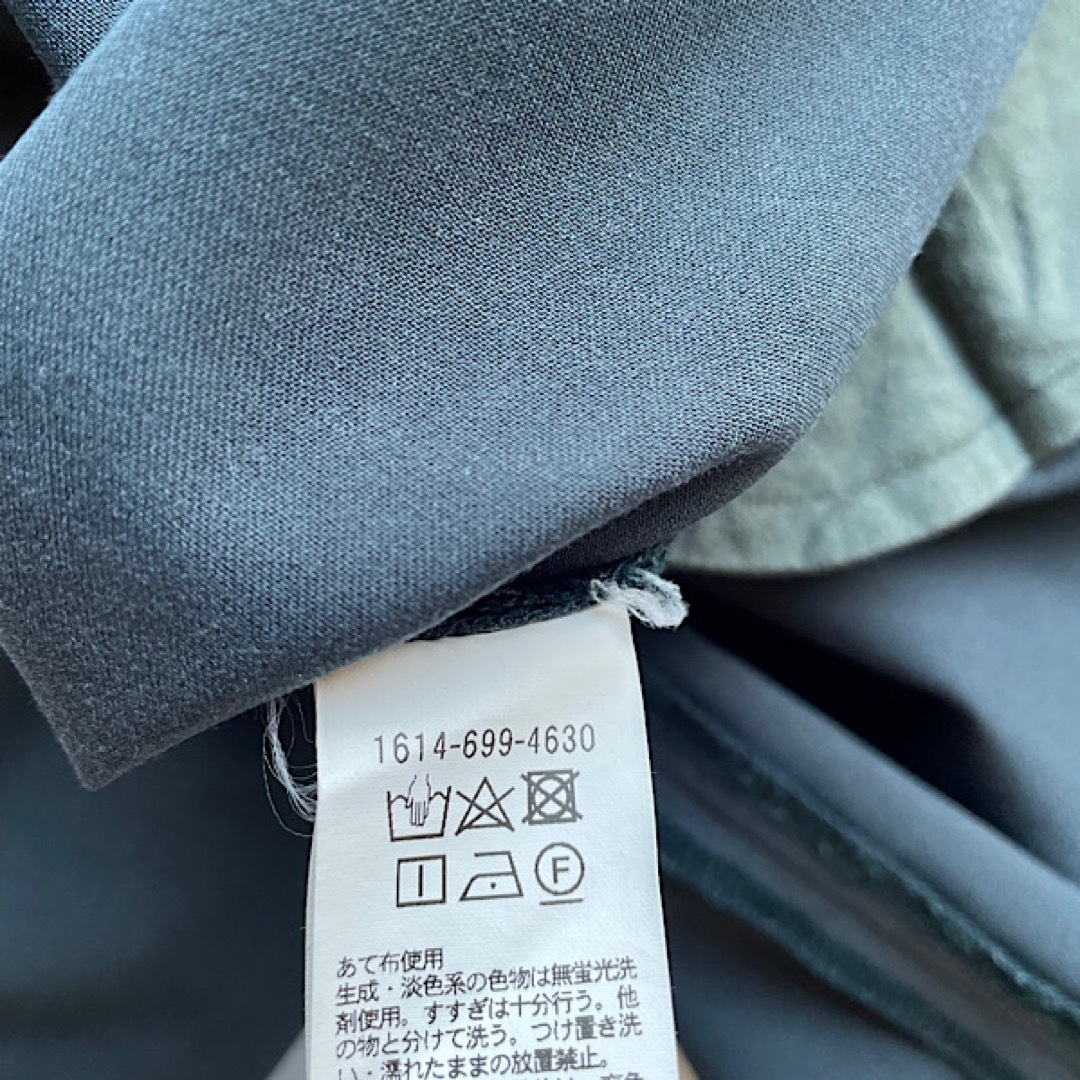 1614-699-4630
F
あて布使用
生成・淡色系の色物は無蛍光洗
剤使用。すすぎは十分行う。他
の物と分けて洗う。つけ置き洗
い・濡れたままの放置禁止。